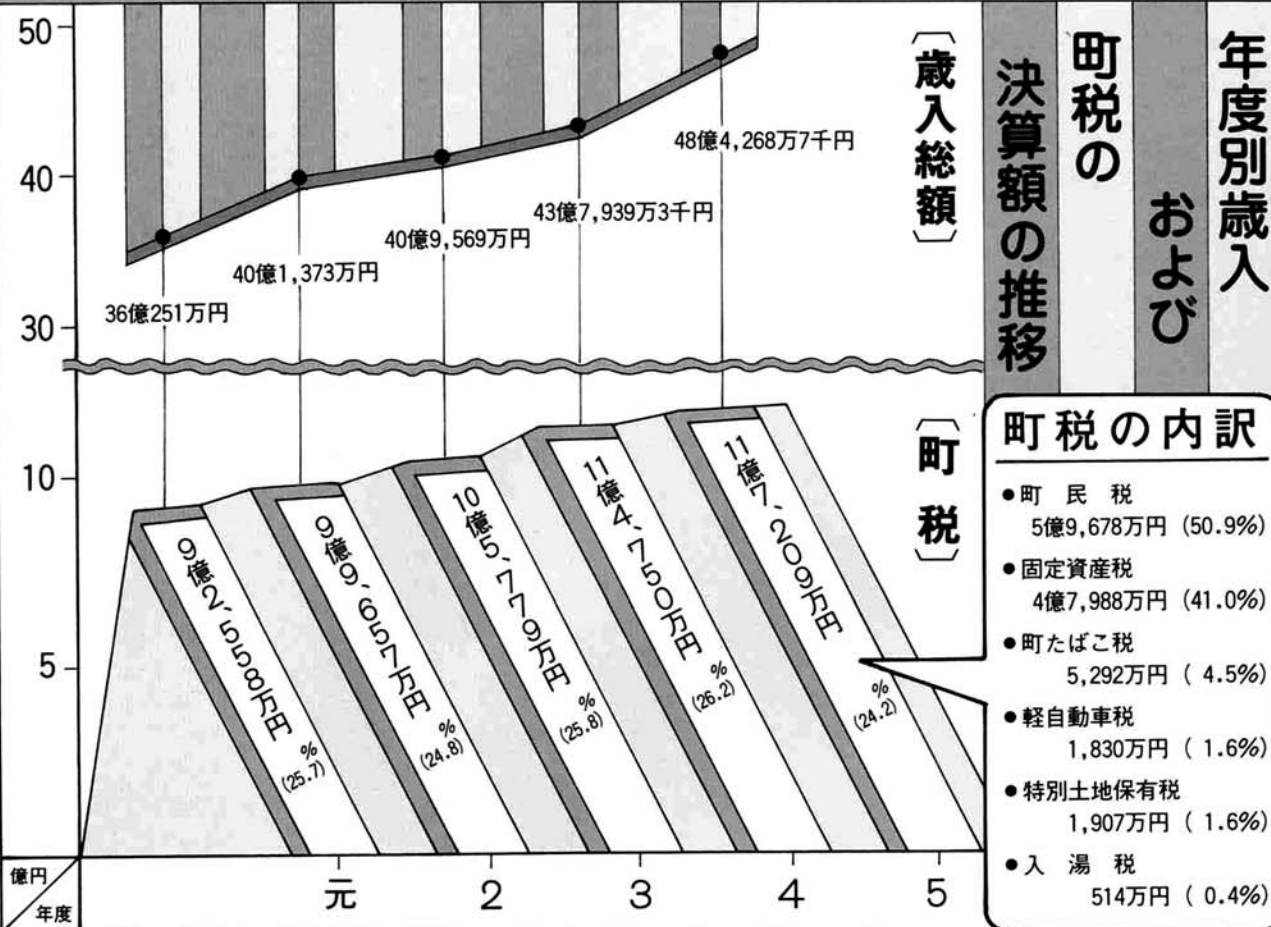 年度別歳入
および
町税の
決算額の推移
〔歳入総額〕
50
40
30
36億251万円
40億1,373万円
40億9,569万円
43億7,939万3千円
48億4,268万7千円
〔町税〕
10
5
9億2、558万円
%
(25.7)
9億9、657万円
%
(24.8)
10億5、779万円
%
(25.8)
11億4、750万円
%
(26.2)
11億7、209万円
%
(24.2)
億円
年度
元
2
3
4
5
町税の内訳
●町民税
5億9,678万円 (50.9%)
●固定資産税
4億7,988万円 (41.0%)
●町たばこ税
5,292万円 ( 4.5%)
●軽自動車税
1,830万円 ( 1.6%)
●特別土地保有税
1,907万円 ( 1.6%)
●入湯税
514万円 ( 0.4%)